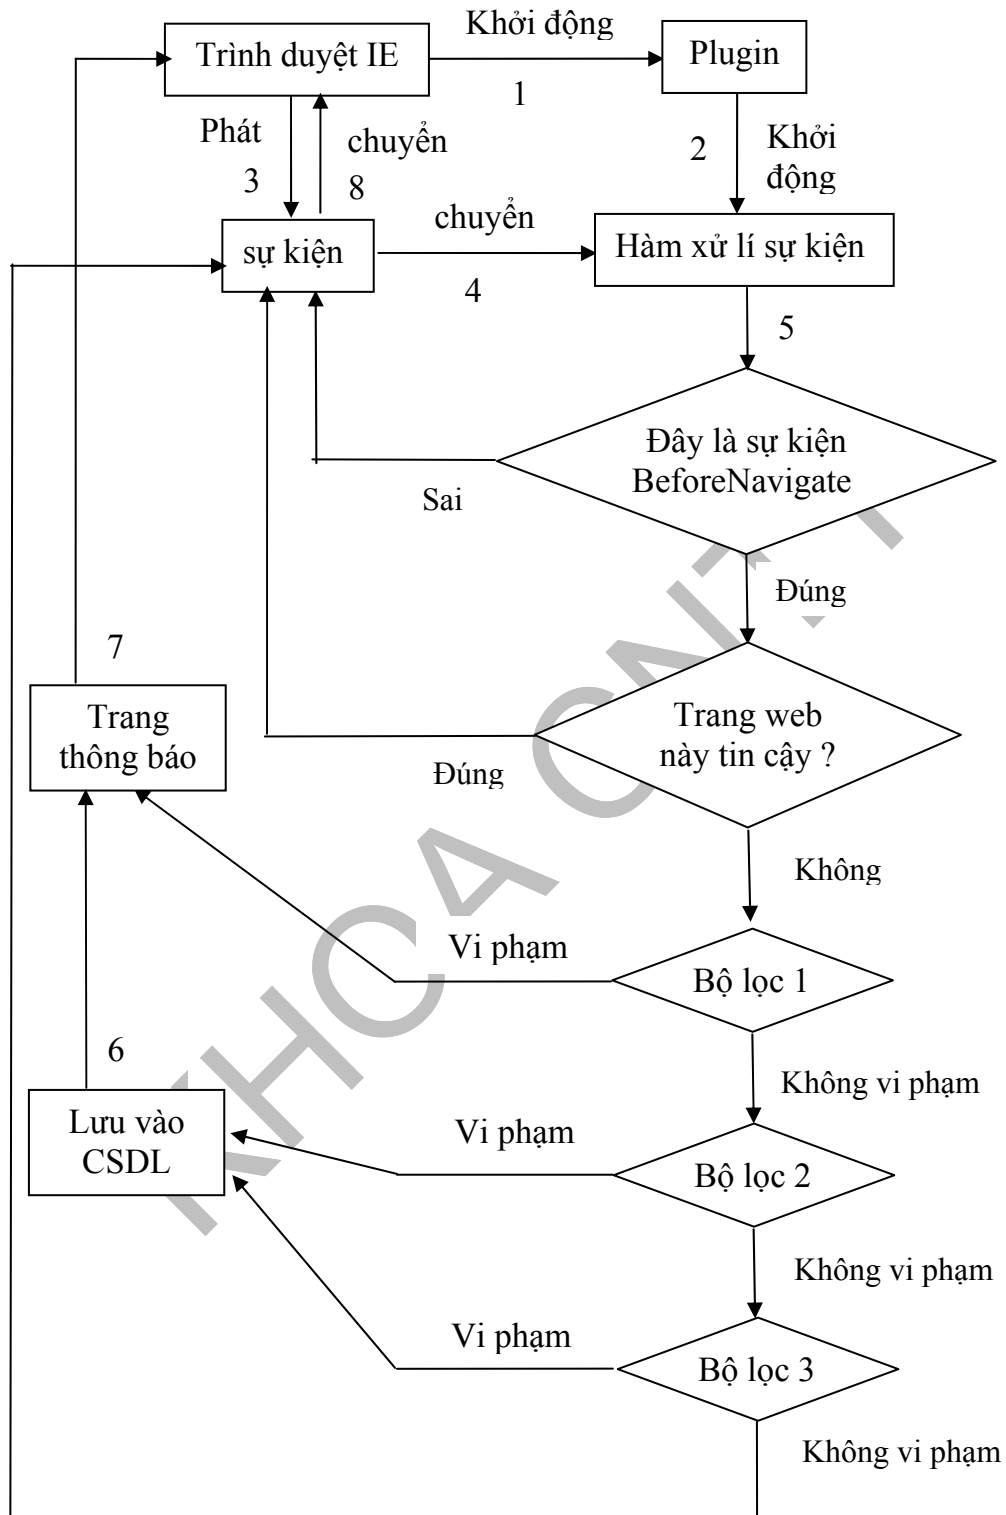 Khởi động
Trình duyệt IE
Plugin
1
Phát
chuyển
2
Khởi
động
3
8
chuyển
sự kiện
Hàm xử lí sự kiện
4
5
Đây là sự kiện
BeforeNavigate
Sai
Đúng
7
Trang
thông báo
Trang web
này tin cậy ?
Đúng
Không
Vi phạm
Bộ lọc 1
6
Không vi phạm
Lưu vào
CSDL
Vi phạm
Bộ lọc 2
Không vi phạm
Vi phạm
Bộ lọc 3
Không vi phạm
KHOA CNTT